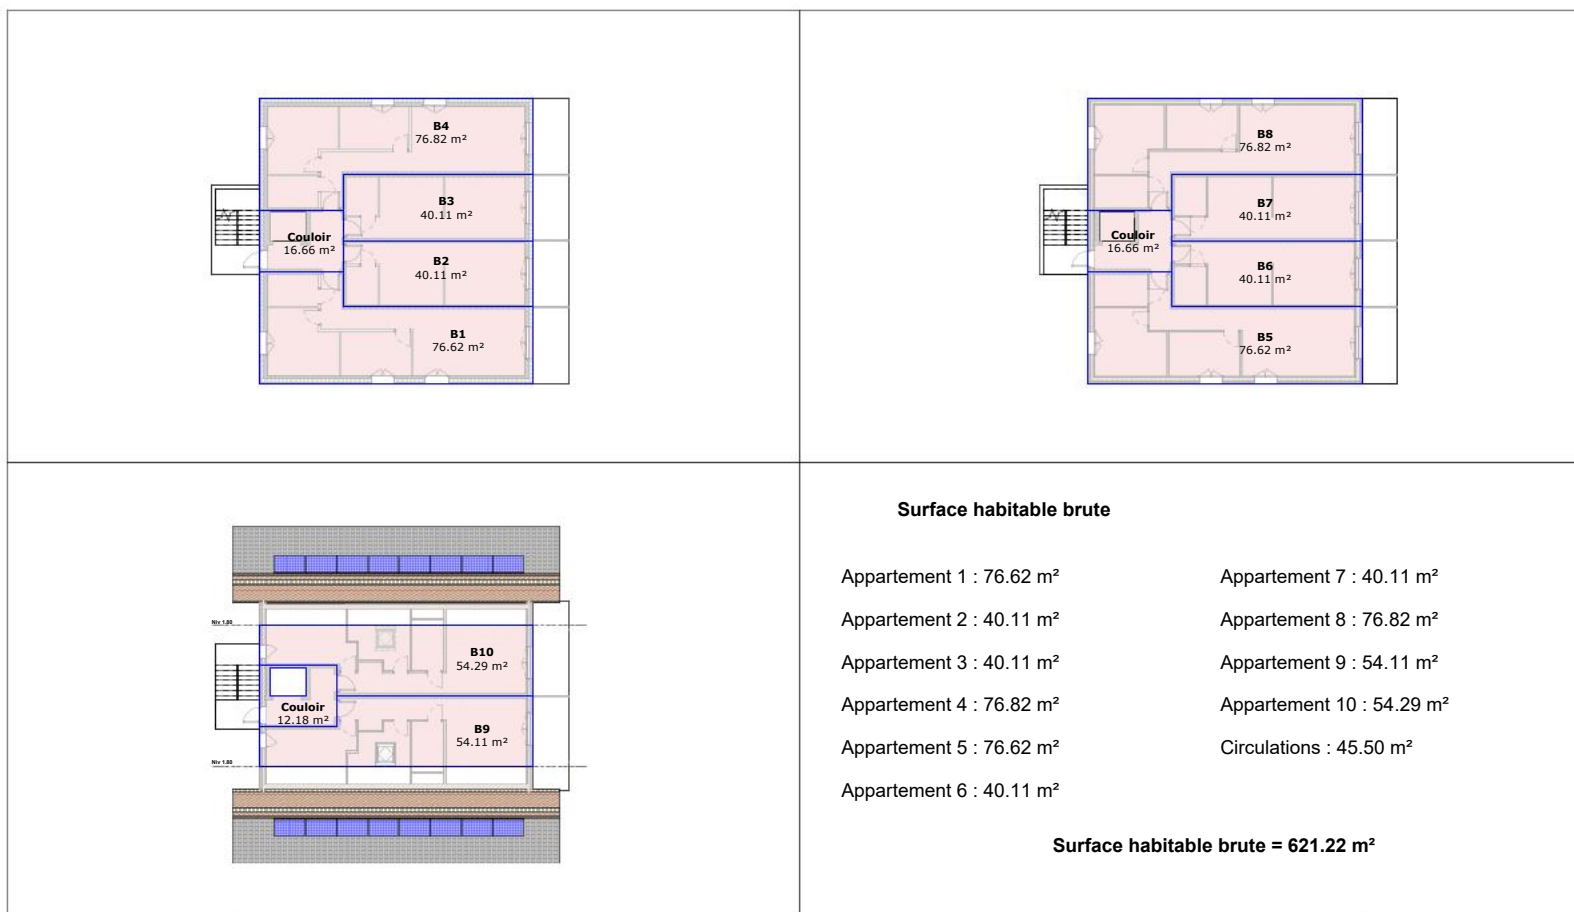 B4
76.82 m²
B3
40.11 m²
Couloir
16.66 m²
B2
40.11 m²
B1
76.62 m²
B8
76.82 m²
B7
40.11 m²
Couloir
16.66 m²
B6
40.11 m²
B5
76.62 m²
Niv 1.80
B10
54.29 m²
Couloir
12.18 m²
B9
54.11 m²
Niv 1.80
Surface habitable brute
Appartement 1 : 76.62 m²
Appartement 2 : 40.11 m²
Appartement 3 : 40.11 m²
Appartement 4 : 76.82 m²
Appartement 5 : 76.62 m²
Appartement 6 : 40.11 m²
Appartement 7 : 40.11 m²
Appartement 8 : 76.82 m²
Appartement 9 : 54.11 m²
Appartement 10 : 54.29 m²
Circulations : 45.50 m²
Surface habitable brute = 621.22 m²